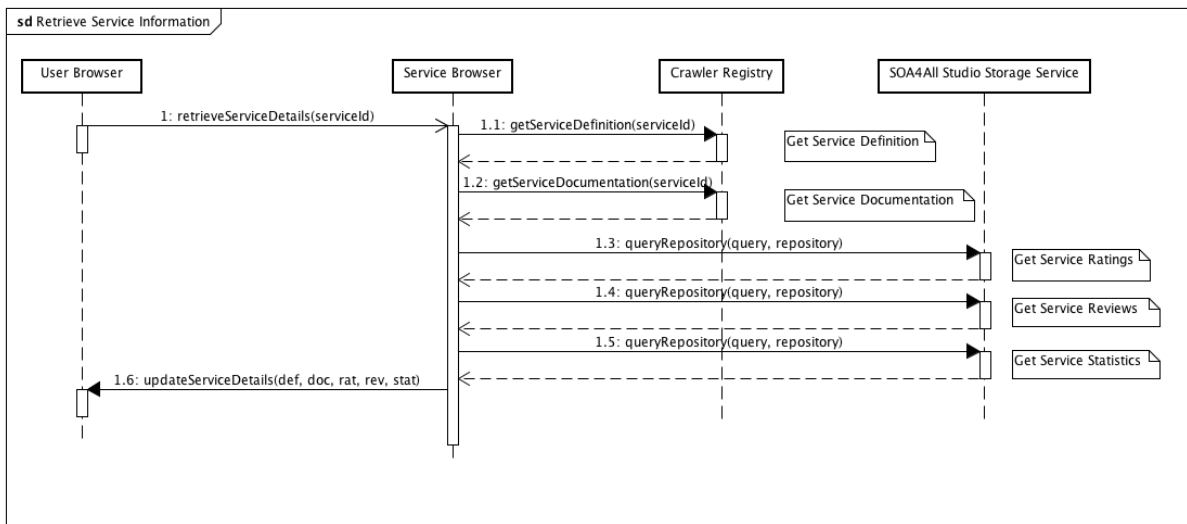 sd Retrieve Service Information
User Browser
Service Browser
Crawler Registry
SOA4All Studio Storage Service
1: retrieveServiceDetails(serviceId)
1.1: getServiceDefinition(serviceId)
Get Service Definition
1.2: getServiceDocumentation(serviceId)
Get Service Documentation
1.3: queryRepository(query, repository)
Get Service Ratings
1.4: queryRepository(query, repository)
Get Service Reviews
1.5: queryRepository(query, repository)
Get Service Statistics
1.6: updateServiceDetails(def, doc, rat, rev, stat)